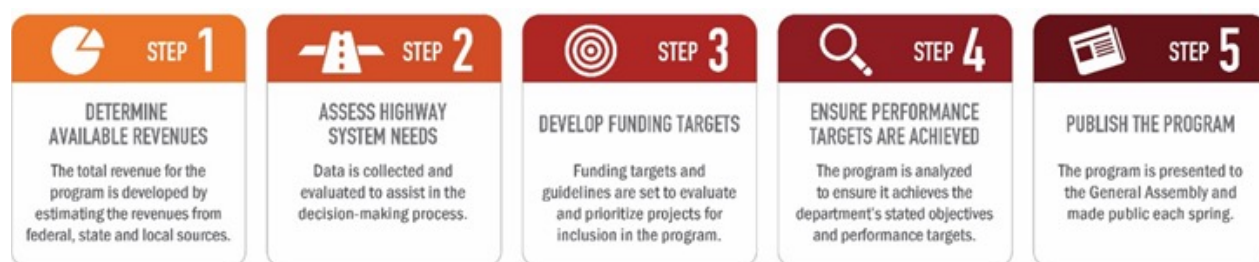 STEP 1
DETERMINE
AVAILABLE REVENUES
The total revenue for the
program is developed by
estimating the revenues from
federal, state and local sources.
STEP 2
ASSESS HIGHWAY
SYSTEM NEEDS
Data is collected and
evaluated to assist in the
decision-making process.
STEP 3
DEVELOP FUNDING TARGETS
Funding targets and
guidelines are set to evaluate
and prioritize projects for
inclusion in the program.
STEP 4
ENSURE PERFORMANCE
TARGETS ARE ACHIEVED
The program is analyzed
to ensure it achieves the
department's stated objectives
and performance targets.
STEP 5
PUBLISH THE PROGRAM
The program is presented to
the General Assembly and
made public each spring.